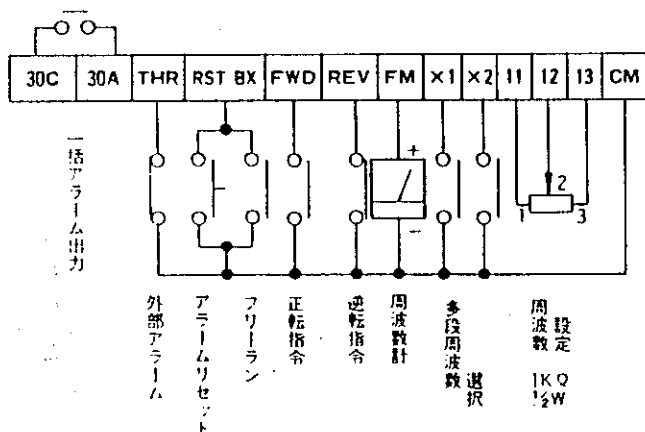 30C 30A THR RST BX FWD REV FM ×1 ×2 11 12 13 CM
+
-
1
2
3
一括アラーム出力
外部アラーム
アラームリセット
フリーラン
正転指令
逆転指令
周波数計
多段周波数
選択
周波数
設定
1KΩ
1/2W